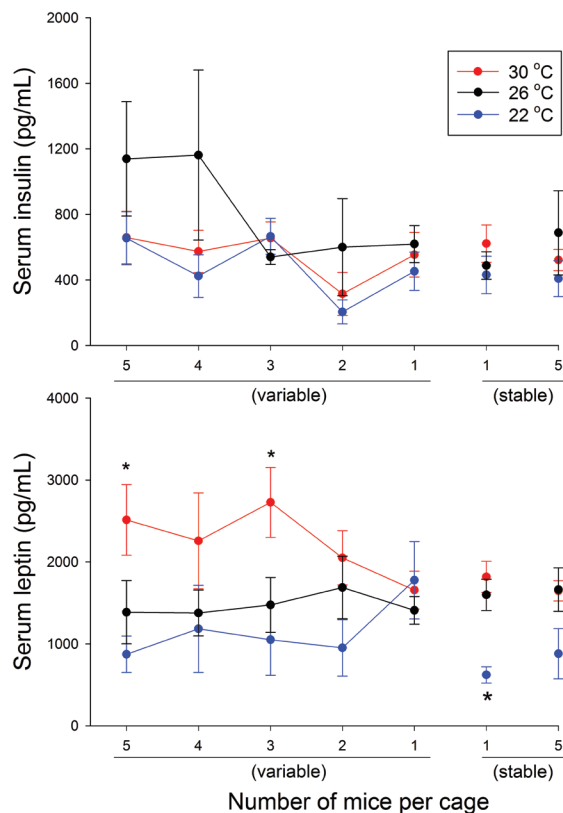 2000
1600
1200
800
400
0
Serum insulin (pg/mL)
30 °C
26 °C
22 °C
5 4 3 2 1 1 5
(variable) (stable)
4000
3000
2000
1000
0
Serum leptin (pg/mL)
*
*
*
5 4 3 2 1 1 5
(variable) (stable)
Number of mice per cage